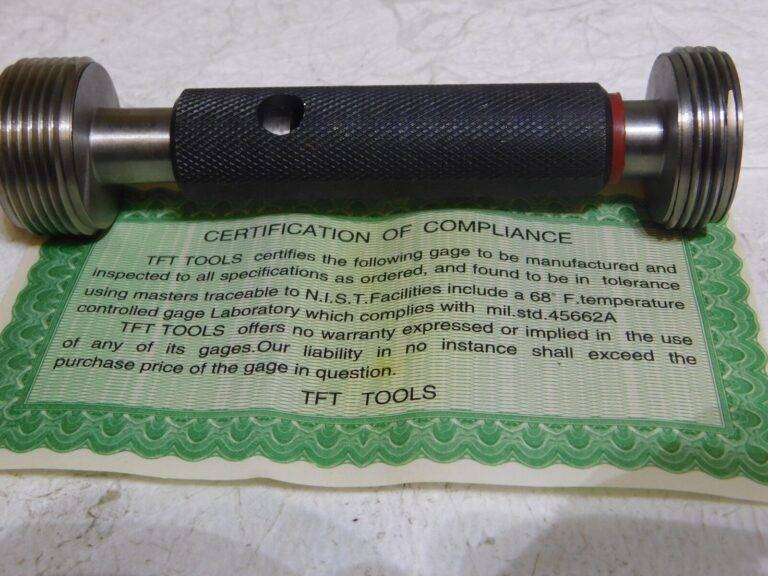 CERTIFICATION OF COMPLIANCE
TFT TOOLS certifies the following gage to be manufactured and
inspected to all specifications as ordered, and found to be in tolerance
using masters traceable to N.I.S.T.Facilities include a 68° F.temperature
controlled gage Laboratory which complies with mil.std.45662A
TFT TOOLS offers no warranty expressed or implied in the use
of any of its gages.Our liability in no instance shall exceed the
purchase price of the gage in question.
TFT TOOLS